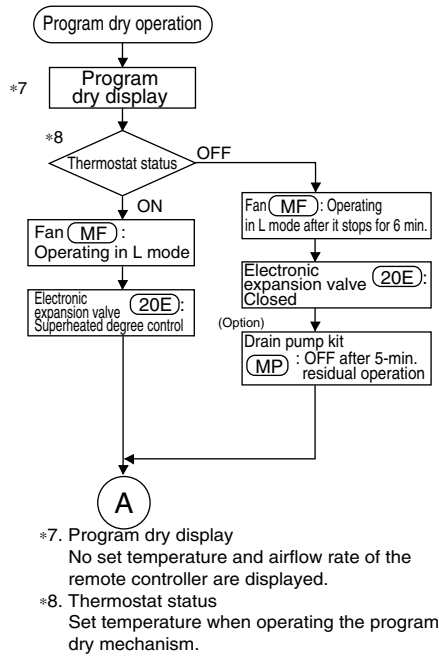 Program dry operation
*7
Program
dry display
*8
Thermostat status
OFF
ON
Fan MF :
Operating in L mode
Electronic
expansion valve 20E :
Superheated degree control
Fan MF : Operating
in L mode after it stops for 6 min.
Electronic
expansion valve 20E :
Closed
(Option)
Drain pump kit
MP : OFF after 5-min.
residual operation
A
*7. Program dry display
No set temperature and airflow rate of the
remote controller are displayed.
*8. Thermostat status
Set temperature when operating the program
dry mechanism.